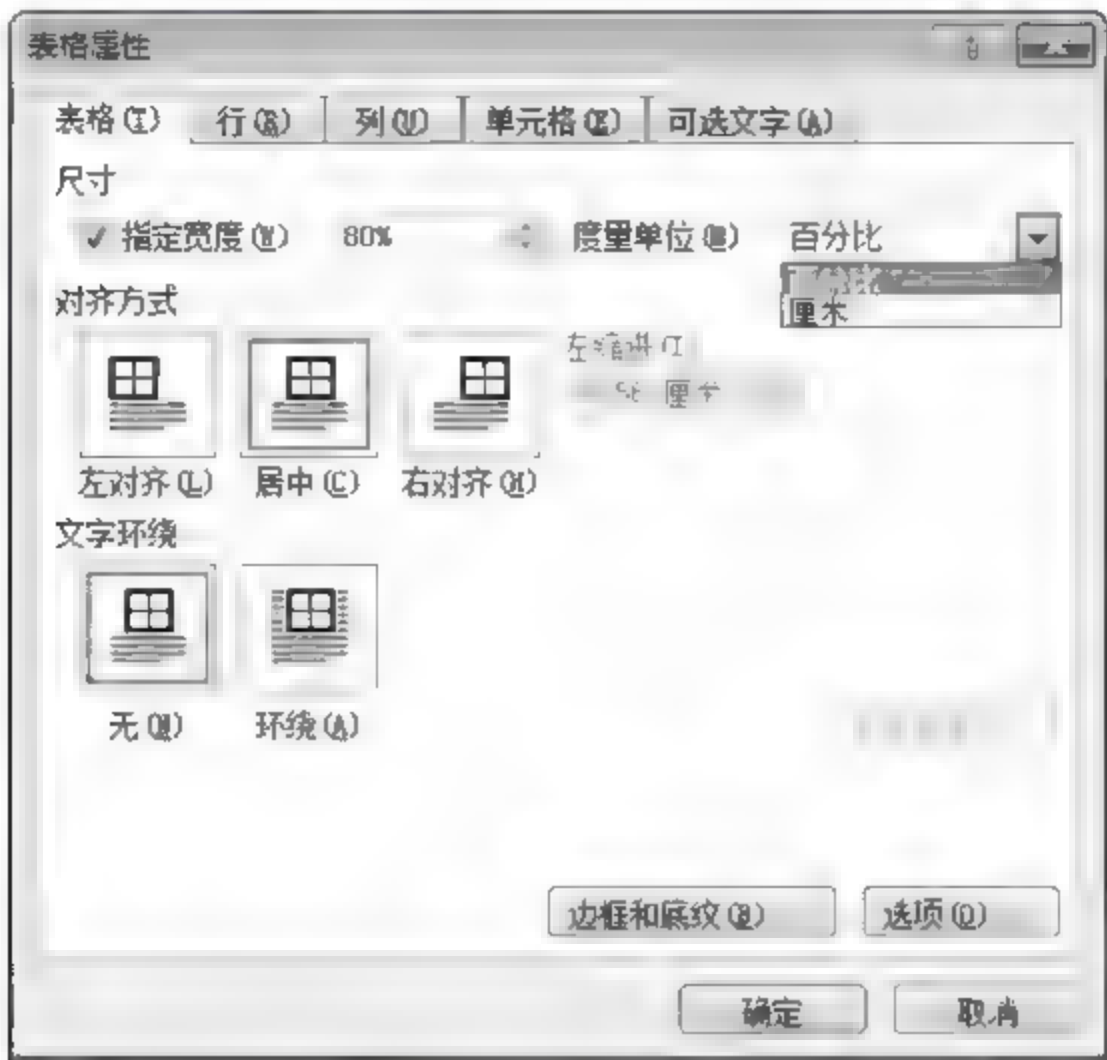 表格属性
表格(T) 行(R) 列(U) 单元格(E) 可选文字(A)
尺寸
指定宽度(W) 80% 度量单位(M) 百分比
厘米
对齐方式
左对齐(L) 居中(C) 右对齐(H)
文字环绕
无(N) 环绕(A)
边框和底纹(B) 选项(O)
确定 取消